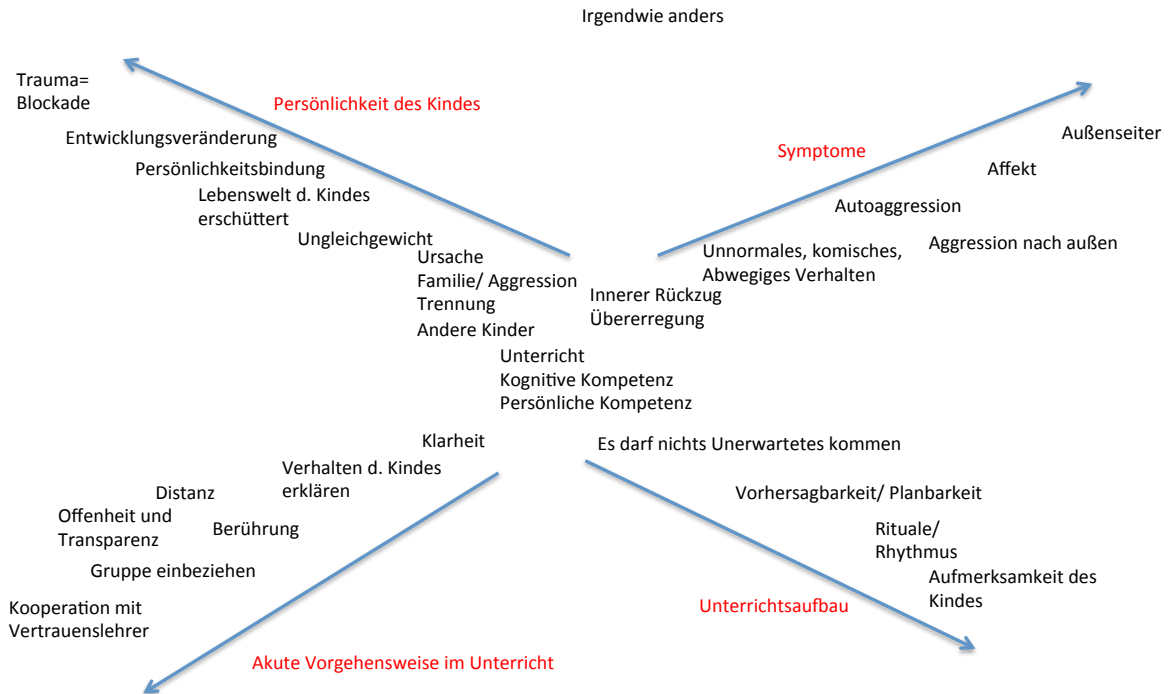 Irgendwie anders
Trauma=
Blockade
Persönlichkeit des Kindes
Entwicklungsveränderung
Persönlichkeitsbindung
Lebenswelt d. Kindes
erschüttert
Ungleichgewicht
Ursache
Familie/ Aggression
Trennung
Andere Kinder
Symptome
Außenseiter
Affekt
Autoaggression
Aggression nach außen
Unnormales, komisches,
Abwegiges Verhalten
Innerer Rückzug
Übererregung
Unterricht
Kognitive Kompetenz
Persönliche Kompetenz
Klarheit
Verhalten d. Kindes
erklären
Distanz
Berührung
Offenheit und
Transparenz
Gruppe einbeziehen
Kooperation mit
Vertrauenslehrer
Akute Vorgehensweise im Unterricht
Es darf nichts Unerwartetes kommen
Vorhersagbarkeit/ Planbarkeit
Rituale/
Rhythmus
Aufmerksamkeit des
Kindes
Unterrichtsaufbau